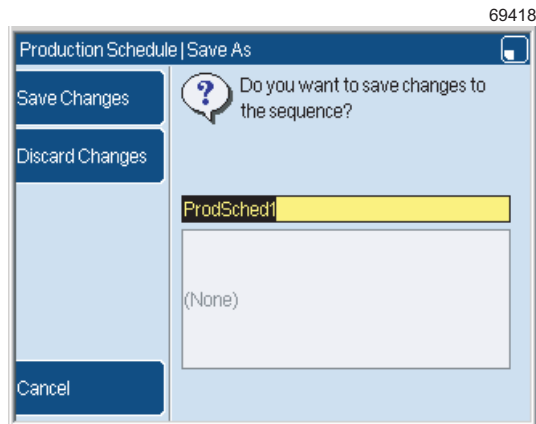 69418
Production Schedule | Save As
Save Changes
Do you want to save changes to
the sequence?
Discard Changes
ProdSched1
(None)
Cancel